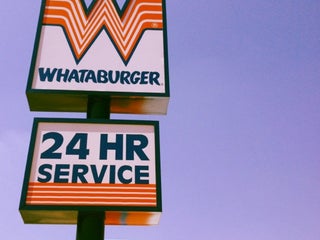 W
WHATABURGER
24 HR
SERVICE